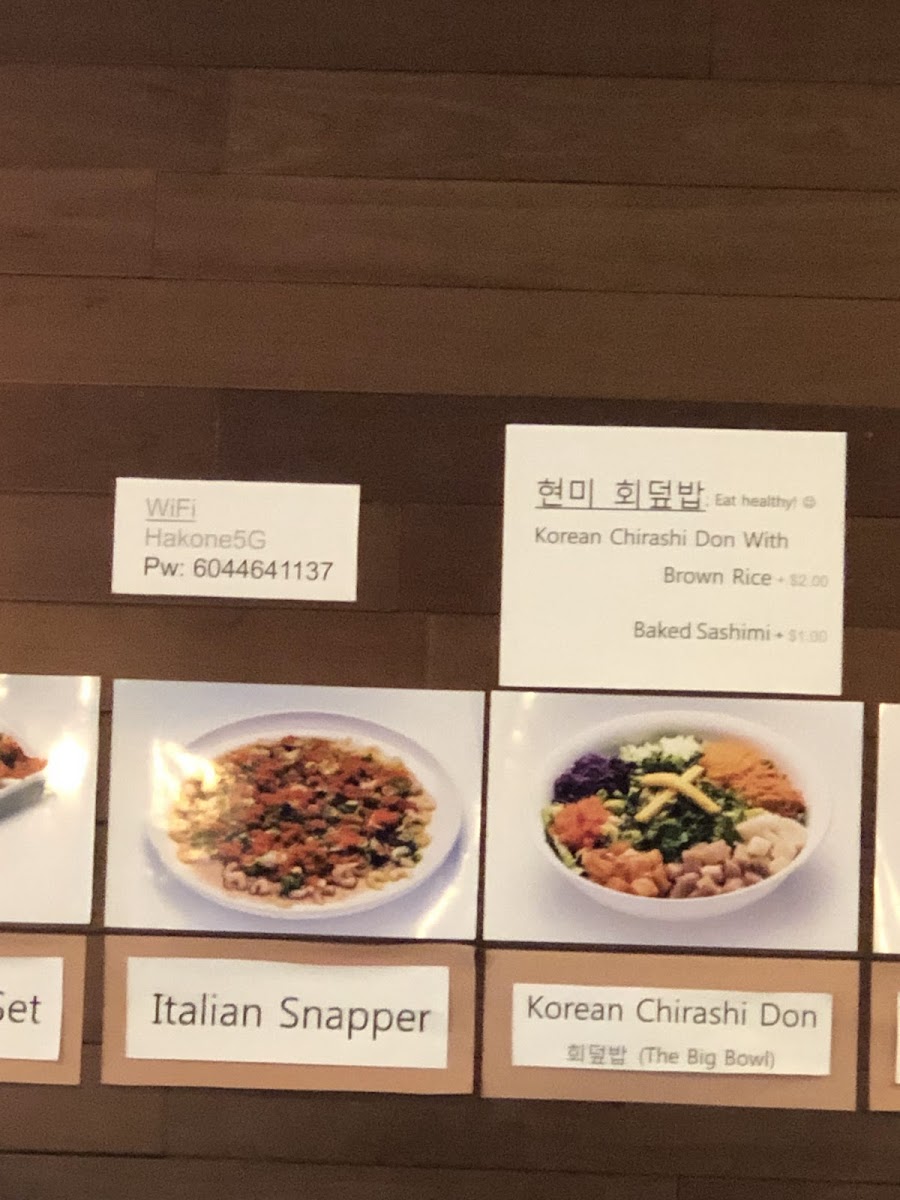 WiFi
Hakone5G
Pw: 6044641137
현미 회덮밥: Eat healthy! ☺
Korean Chirashi Don With
Brown Rice + $2.00
Baked Sashimi + $1.00
Set
Italian Snapper
Korean Chirashi Don
회덮밥 (The Big Bowl)